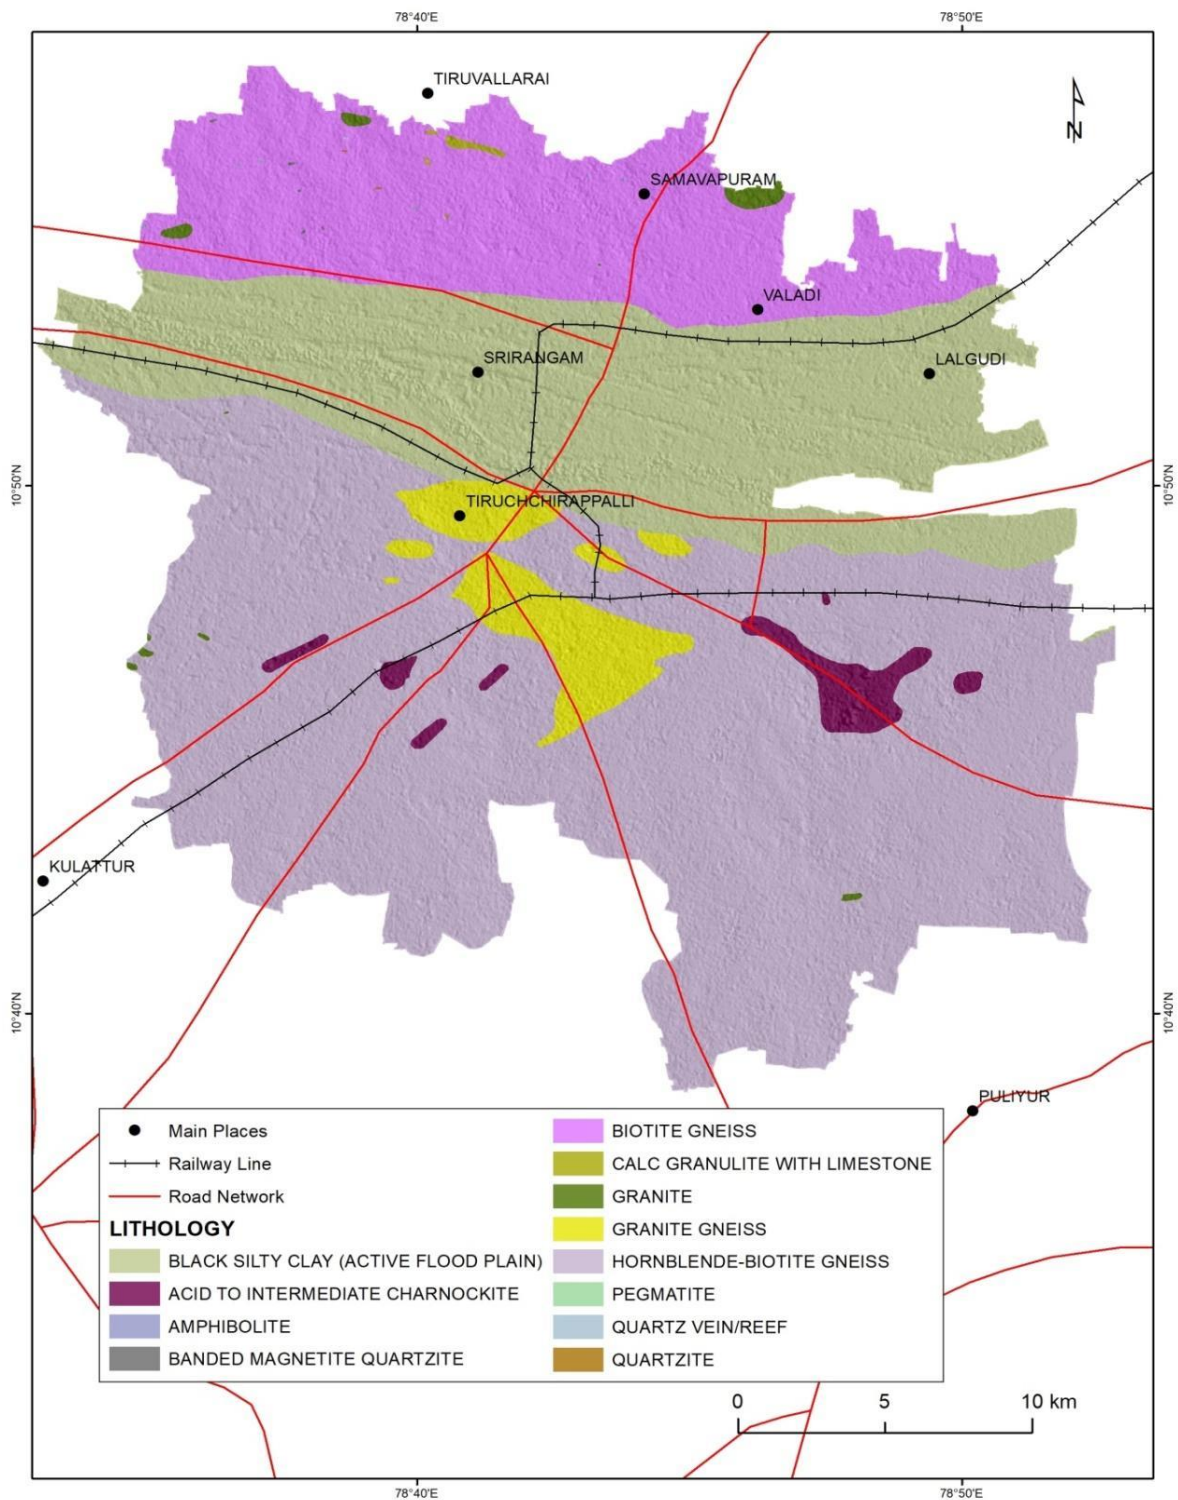 78°40'E
78°50'E
TIRUVALLARAI
N
SAMAVAPURAM
VALADI
SRIRANGAM
LALGUDI
10°50'N
10°50'N
TIRUCHCHIRAPPALLI
KULATTUR
10°40'N
10°40'N
PULIYUR
Main Places
Railway Line
Road Network
LITHOLOGY
BLACK SILTY CLAY (ACTIVE FLOOD PLAIN)
ACID TO INTERMEDIATE CHARNOCKITE
AMPHIBOLITE
BANDED MAGNETITE QUARTZITE
BIOTITE GNEISS
CALC GRANULITE WITH LIMESTONE
GRANITE
GRANITE GNEISS
HORNBLENDE-BIOTITE GNEISS
PEGMATITE
QUARTZ VEIN/REEF
QUARTZITE
0 5 10 km
78°40'E
78°50'E